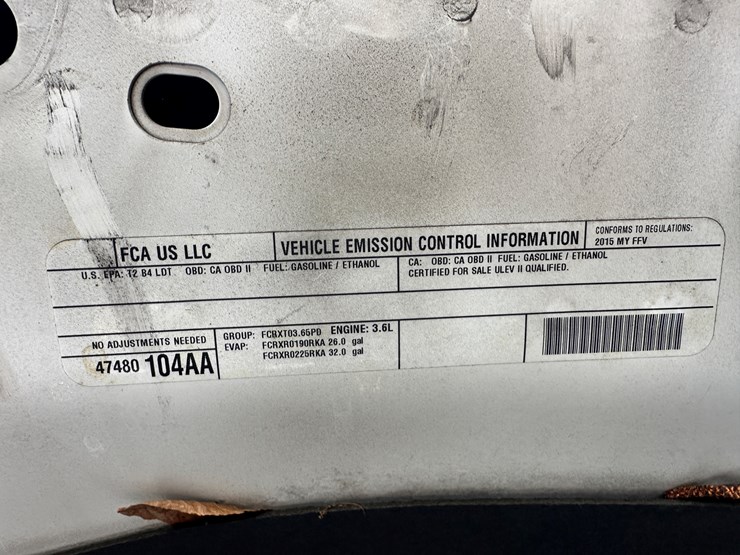 FCA US LLC
VEHICLE EMISSION CONTROL INFORMATION
CONFORMS TO REGULATIONS:
2015 MY FFV
U.S. EPA: T2 B4 LDT OBD: CA OBD II FUEL: GASOLINE / ETHANOL
CA: OBD: CA OBD II FUEL: GASOLINE / ETHANOL
CERTIFIED FOR SALE ULEV II QUALIFIED.
NO ADJUSTMENTS NEEDED
47480 104AA
GROUP: FCRXT03.65P0 ENGINE: 3.6L
EVAP: FCRXR0190RKA 26.0 gal
FCRXR0225RKA 32.0 gal